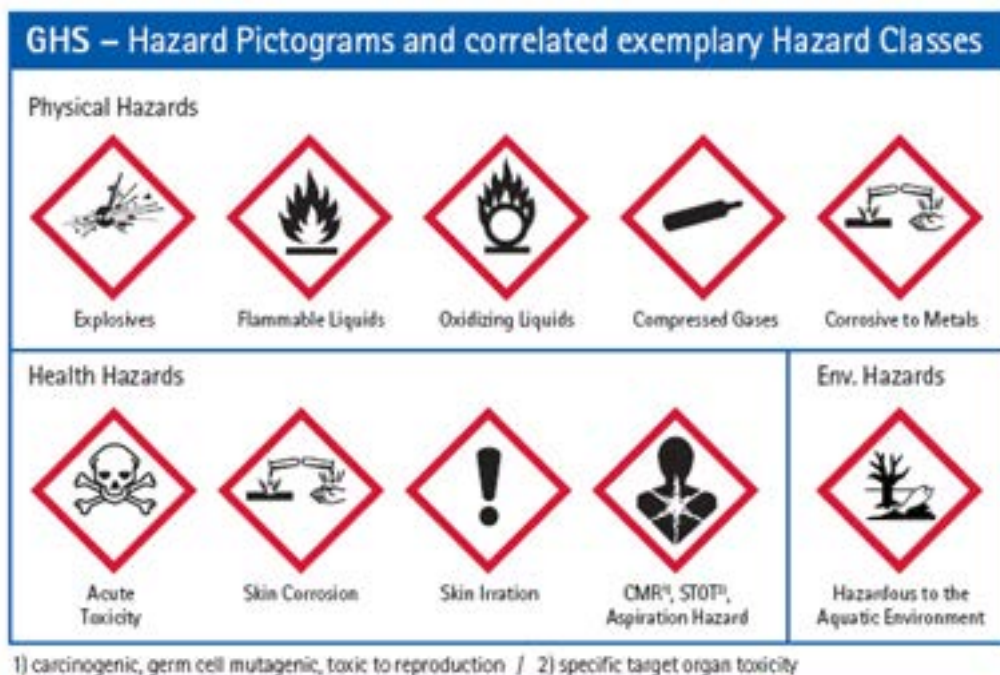 GHS – Hazard Pictograms and correlated exemplary Hazard Classes
Physical Hazards
Explosives
Flammable Liquids
Oxidizing Liquids
Compressed Gases
Corrosive to Metals
Health Hazards
Acute
Toxicity
Skin Corrosion
Skin Irration
CMR¹⁾, STOT²⁾,
Aspiration Hazard
Env. Hazards
Hazardous to the
Aquatic Environment
1) carcinogenic, germ cell mutagenic, toxic to reproduction / 2) specific target organ toxicity